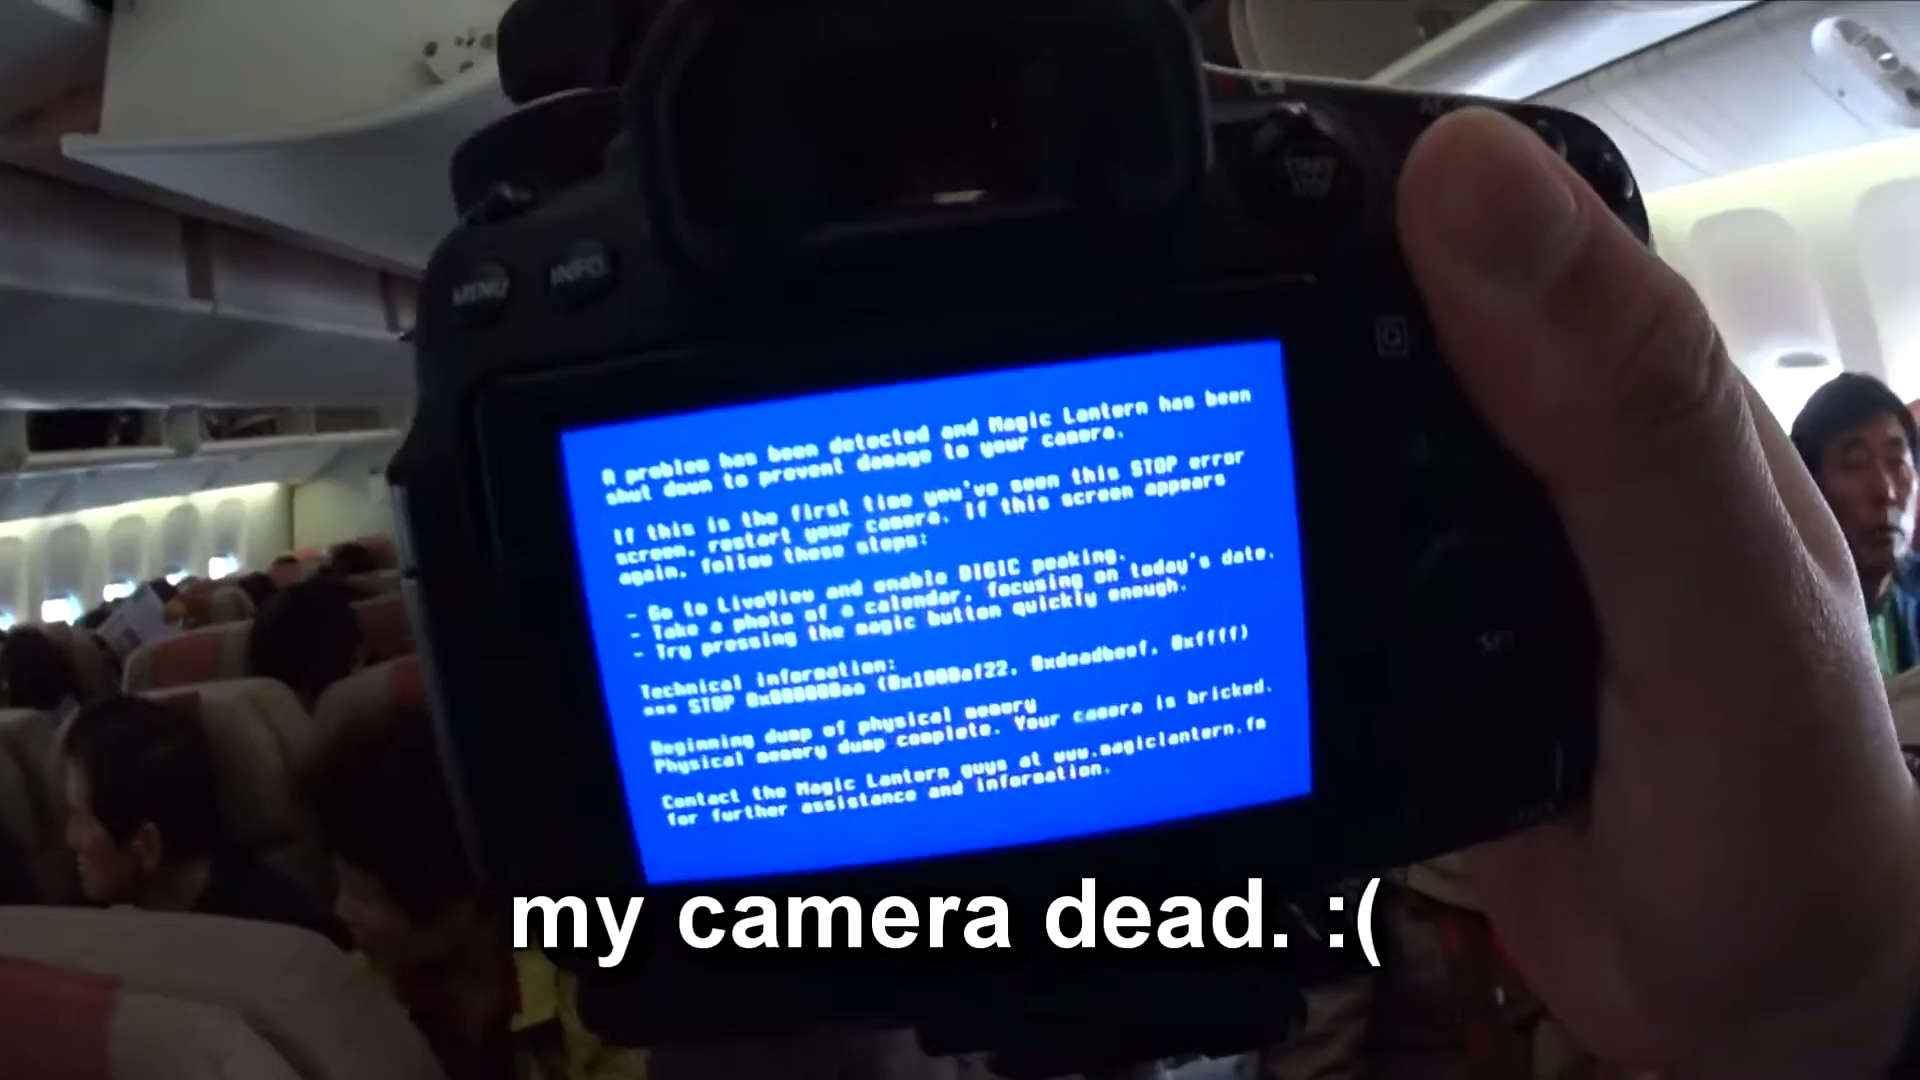 MENU
INFO.
A problem has been detected and Magic Lantern has been
shut down to prevent damage to your camera.
If this is the first time you've seen this STOP error
screen, restart your camera. If this screen appears
again, follow these steps:
- Go to LiveView and enable DIGIC peaking.
- Take a photo of a calendar, focusing on today's date.
- Try pressing the magic button quickly enough.
Technical information:
*** STOP 0x000000aa (0x1000af22, 0xdeadbeef, 0xffff)
Beginning dump of physical memory
Physical memory dump complete. Your camera is bricked.
Contact the Magic Lantern guys at www.magiclantern.fm
for further assistance and information.
Q
SET
my camera dead. :(